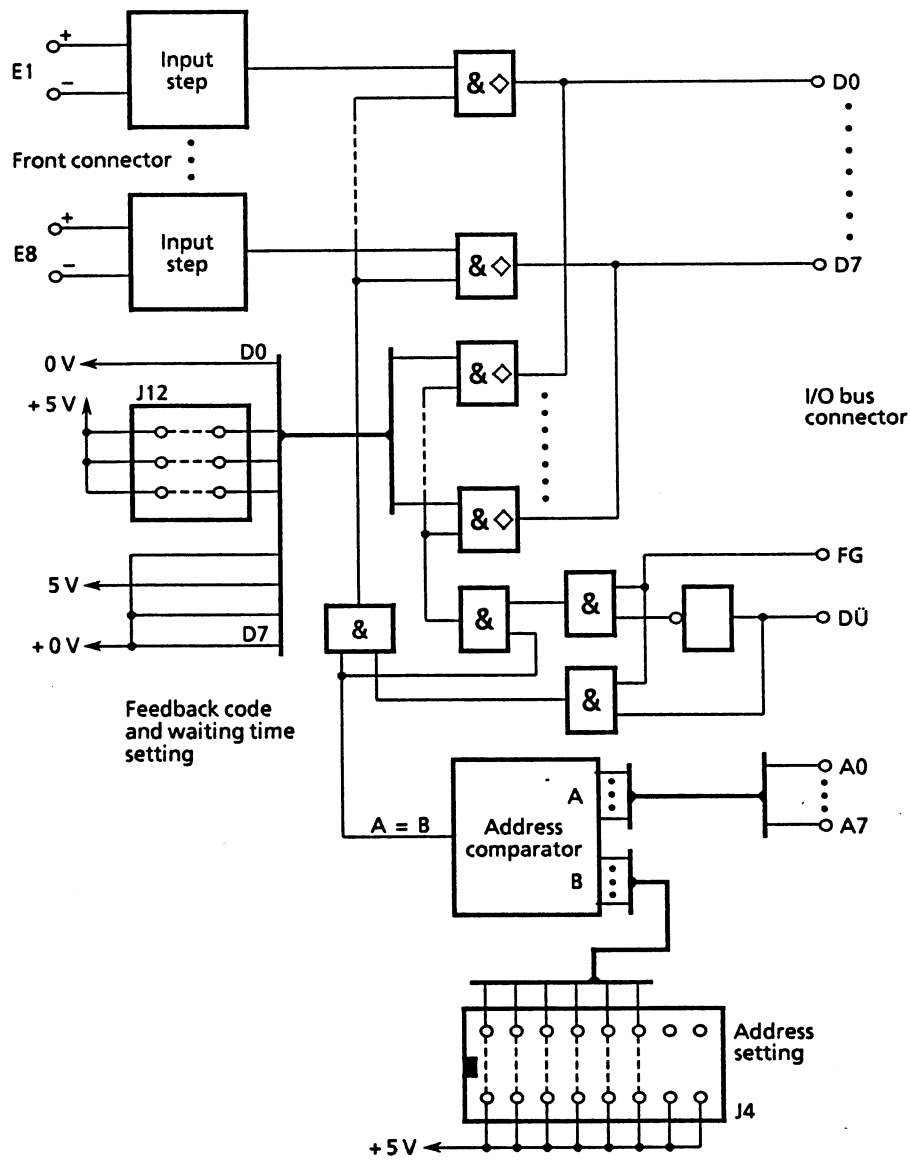 +
E1
−
Input
step
& ◇
D0
Front connector
+
E8
−
Input
step
& ◇
D7
0 V
D0
J12
+ 5 V
& ◇
I/O bus
connector
& ◇
5 V
+ 0 V
D7
FG
&
&
&
DÜ
&
Feedback code
and waiting time
setting
A
A0
A = B
Address
comparator
A7
B
Address
setting
J4
+ 5 V